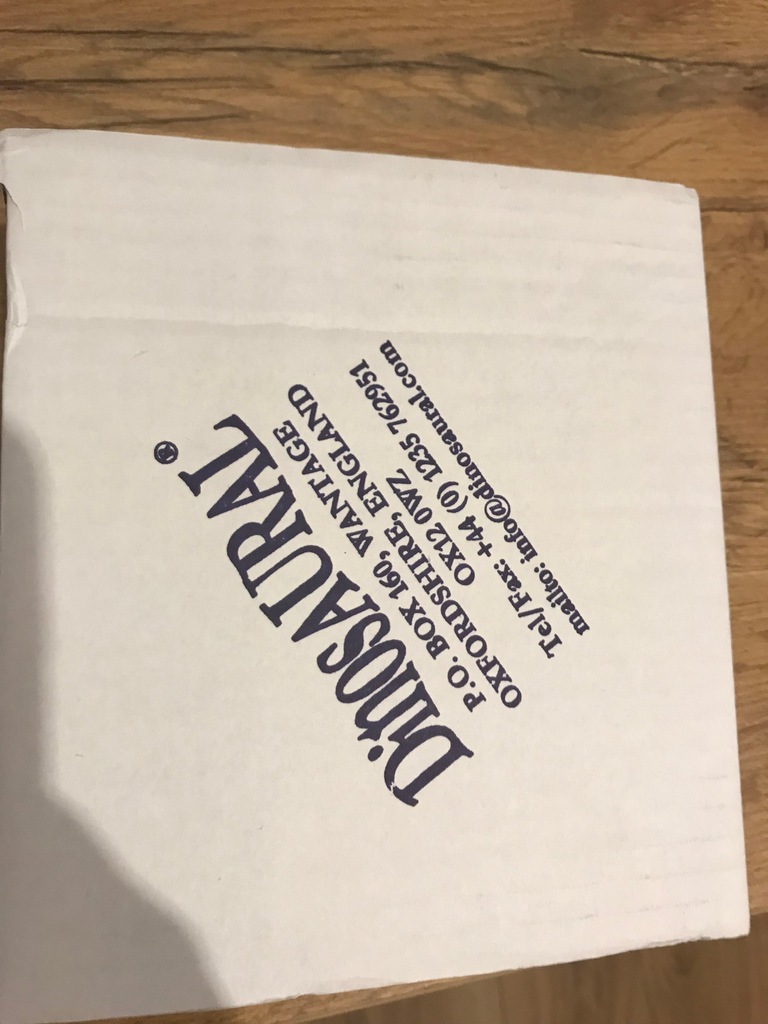 DinosAURAL®
P.O. BOX 160, WANTAGE
OXFORDSHIRE, ENGLAND
OX12 0WZ
Tel/Fax: +44 (0) 1235 762951
mailto: info@dinosaural.com